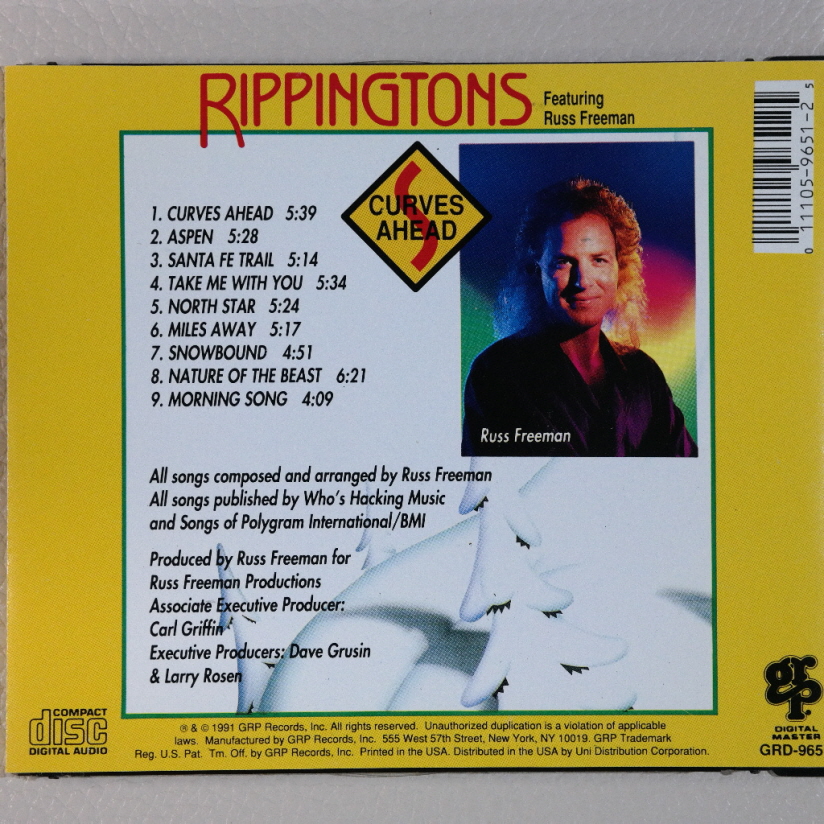 RIPPINGTONS
Featuring
Russ Freeman
0 11105-9651-2 5
CURVES
AHEAD
1. CURVES AHEAD 5:39
2. ASPEN 5:28
3. SANTA FE TRAIL 5:14
4. TAKE ME WITH YOU 5:34
5. NORTH STAR 5:24
6. MILES AWAY 5:17
7. SNOWBOUND 4:51
8. NATURE OF THE BEAST 6:21
9. MORNING SONG 4:09
Russ Freeman
All songs composed and arranged by Russ Freeman
All songs published by Who's Hacking Music
and Songs of Polygram International/BMI
Produced by Russ Freeman for
Russ Freeman Productions
Associate Executive Producer:
Carl Griffin
Executive Producers: Dave Grusin
& Larry Rosen
COMPACT
disc
DIGITAL AUDIO
℗ & © 1991 GRP Records, Inc. All rights reserved. Unauthorized duplication is a violation of applicable
laws. Manufactured by GRP Records, Inc. 555 West 57th Street, New York, NY 10019. GRP Trademark
Reg. U.S. Pat. Tm. Off. by GRP Records, Inc. Printed in the USA. Distributed in the USA by Uni Distribution Corporation.
grp
DIGITAL
MASTER
GRD-965